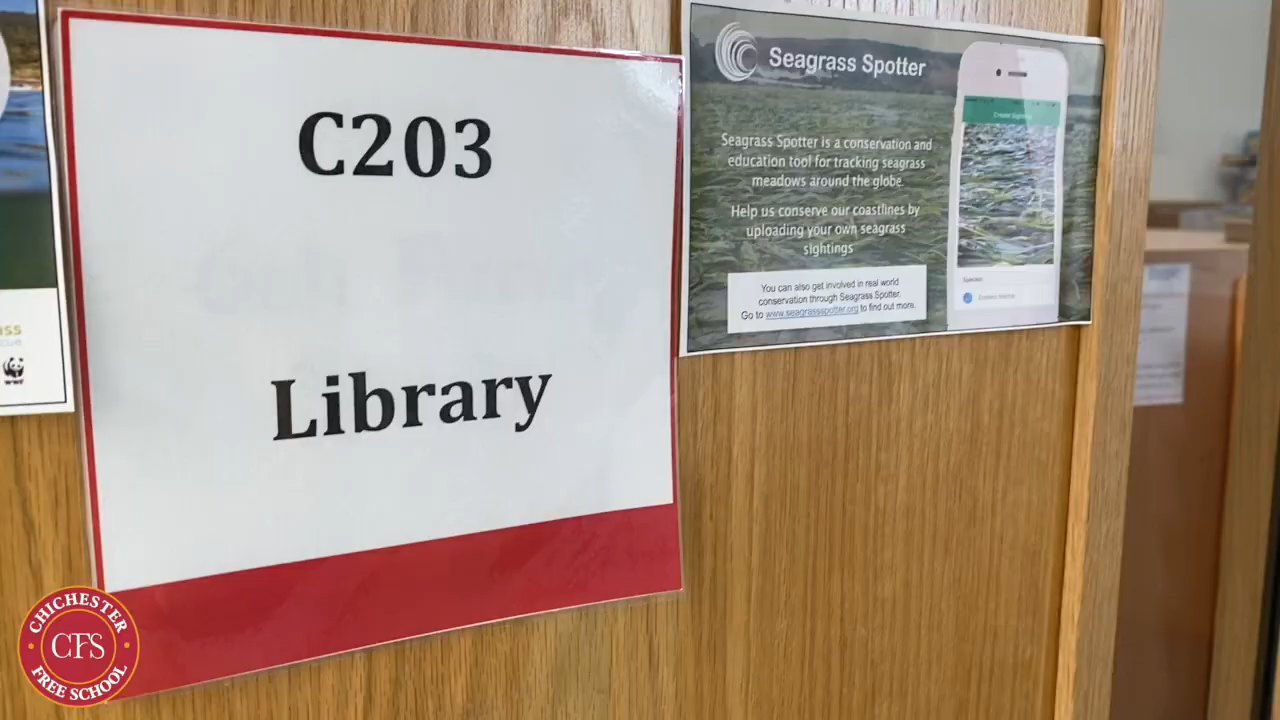 C203
Library
Seagrass Spotter
Seagrass Spotter is a conservation and
education tool for tracking seagrass
meadows around the globe.
Help us conserve our coastlines by
uploading your own seagrass
sightings
You can also get involved in real world
conservation through Seagrass Spotter.
Go to www.seagrassspotter.org to find out more.
Species:
WWF
CHICHESTER
CFS
FREE SCHOOL